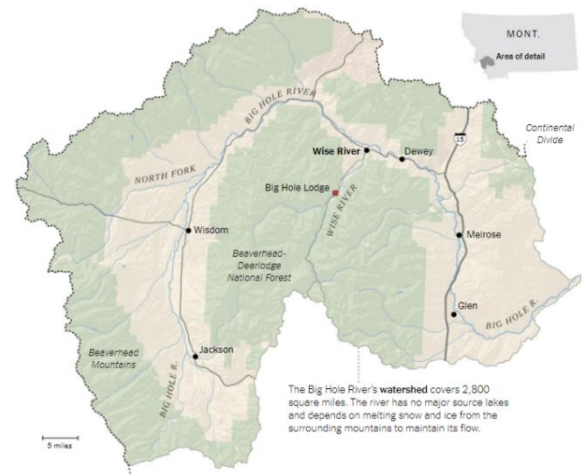 MONT.
Area of detail
BIG HOLE RIVER
15
Continental
Divide
Wise River
Dewey
NORTH FORK
Big Hole Lodge
WISE RIVER
Wisdom
Melrose
Beaverhead-
Deerlodge
National Forest
Glen
BIG HOLE R.
Jackson
Beaverhead
Mountains
BIG HOLE R.
The Big Hole River's watershed covers 2,800
square miles. The river has no major source lakes
and depends on melting snow and ice from the
surrounding mountains to maintain its flow.
5 miles